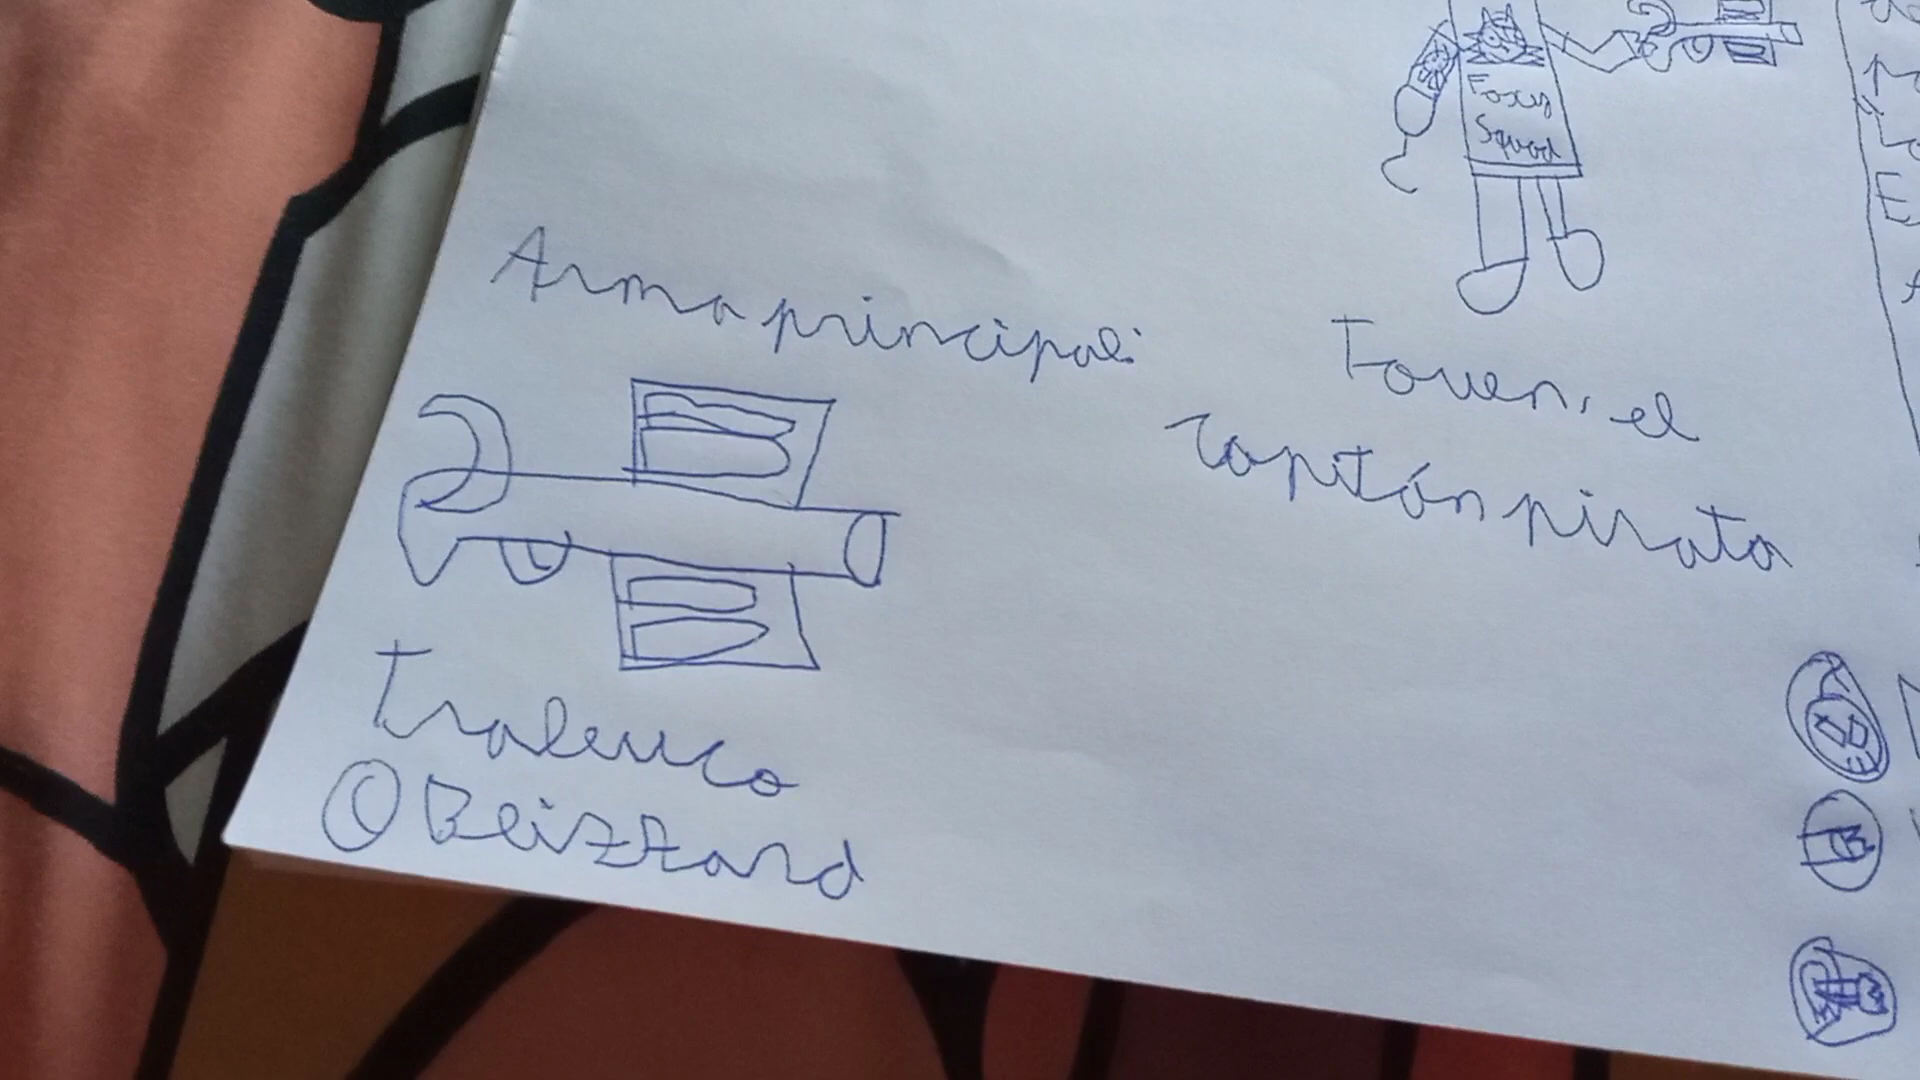 Foxy
Squad
Arma principal:
Foxen, el
capitán pirata
Trabuco
© Blizzard